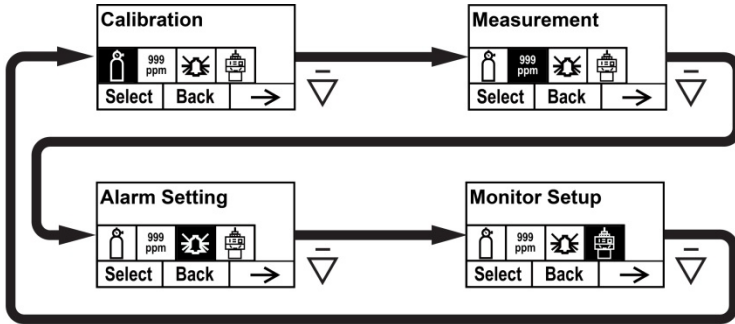 Calibration
999
ppm
Select Back →
Measurement
999
ppm
Select Back →
Alarm Setting
999
ppm
Select Back →
Monitor Setup
999
ppm
Select Back →